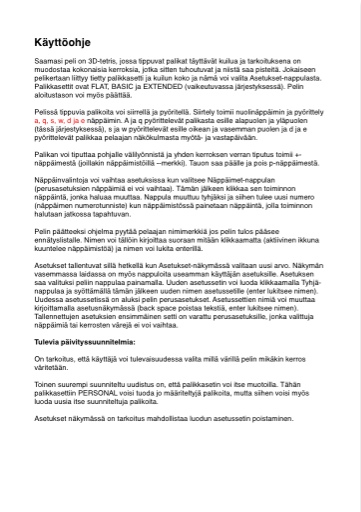 Käyttöohje
Saamasi peli on 3D-tetris, jossa tippuvat palikat täyttävät kuilua ja tarkoituksena on
muodostaa kokonaisia kerroksia, jotka sitten tuhoutuvat ja niistä saa pisteitä. Jokaiseen
pelikertaan liittyy tietty palikkasetti ja kuilun koko ja nämä voi valita Asetukset-nappulasta.
Palikkasetit ovat FLAT, BASIC ja EXTENDED (vaikeutuvassa järjestyksessä). Pelin
aloitustason voi myös päättää.
Pelissä tippuvia palikoita voi siirrellä ja pyöritellä. Siirtely toimii nuolinäppäimin ja pyörittely
a, q, s, w, d ja e näppäimin. A ja q pyörittelevät palikasta esille alapuolen ja yläpuolen
(tässä järjestyksessä), s ja w pyörittelevät esille oikean ja vasemman puolen ja d ja e
pyörittelevät palikkaa pelaajan näkökulmasta myötä- ja vastapäivään.
Palikan voi tiputtaa pohjalle välilyönnistä ja yhden kerroksen verran tiputus toimii +-
näppäimestä (joillakin näppäimistöillä −merkki). Tauon saa päälle ja pois p-näppäimestä.
Näppäinvalintoja voi vaihtaa asetuksissa kun valitsee Näppäimet-nappulan
(perusasetuksien näppäimiä ei voi vaihtaa). Tämän jälkeen klikkaa sen toiminnon
näppäintä, jonka haluaa muuttaa. Nappula muuttuu tyhjäksi ja siihen tulee uusi numero
(näppäimen numerotunniste) kun näppäimistössä painetaan näppäintä, jolla toiminnon
halutaan jatkossa tapahtuvan.
Pelin päätteeksi ohjelma pyytää pelaajan nimimerkkiä jos pelin tulos pääsee
ennätyslistalle. Nimen voi tällöin kirjoittaa suoraan mitään klikkaamatta (aktiivinen ikkuna
kuuntelee näppäimistöä) ja nimen voi lukita enterillä.
Asetukset tallentuvat sillä hetkellä kun Asetukset-näkymässä valitaan uusi arvo. Näkymän
vasemmassa laidassa on myös nappuloita useamman käyttäjän asetuksille. Asetuksen
saa valituksi peliin nappulaa painamalla. Uuden asetussetin voi luoda klikkaamalla Tyhjä-
nappulaa ja syöttämällä tämän jälkeen uuden nimen asetussetille (enter lukitsee nimen).
Uudessa asetussetissä on aluksi pelin perusasetukset. Asetussettien nimiä voi muuttaa
kirjoittamalla asetusnäkymässä (back space poistaa tekstiä, enter lukitsee nimen).
Tallennettujen asetuksien ensimmäinen setti on varattu perusasetuksille, jonka valittuja
näppäimiä tai kerrosten värejä ei voi vaihtaa.
Tulevia päivityssuunnitelmia:
On tarkoitus, että käyttäjä voi tulevaisuudessa valita millä värillä pelin mikäkin kerros
väritetään.
Toinen suurempi suunniteltu uudistus on, että palikkasetin voi itse muotoilla. Tähän
palikkasettiin PERSONAL voisi tuoda jo määriteltyjä palikoita, mutta siihen voisi myös
luoda uusia itse suunniteltuja palikoita.
Asetukset näkymässä on tarkoitus mahdollistaa luodun asetussetin poistaminen.